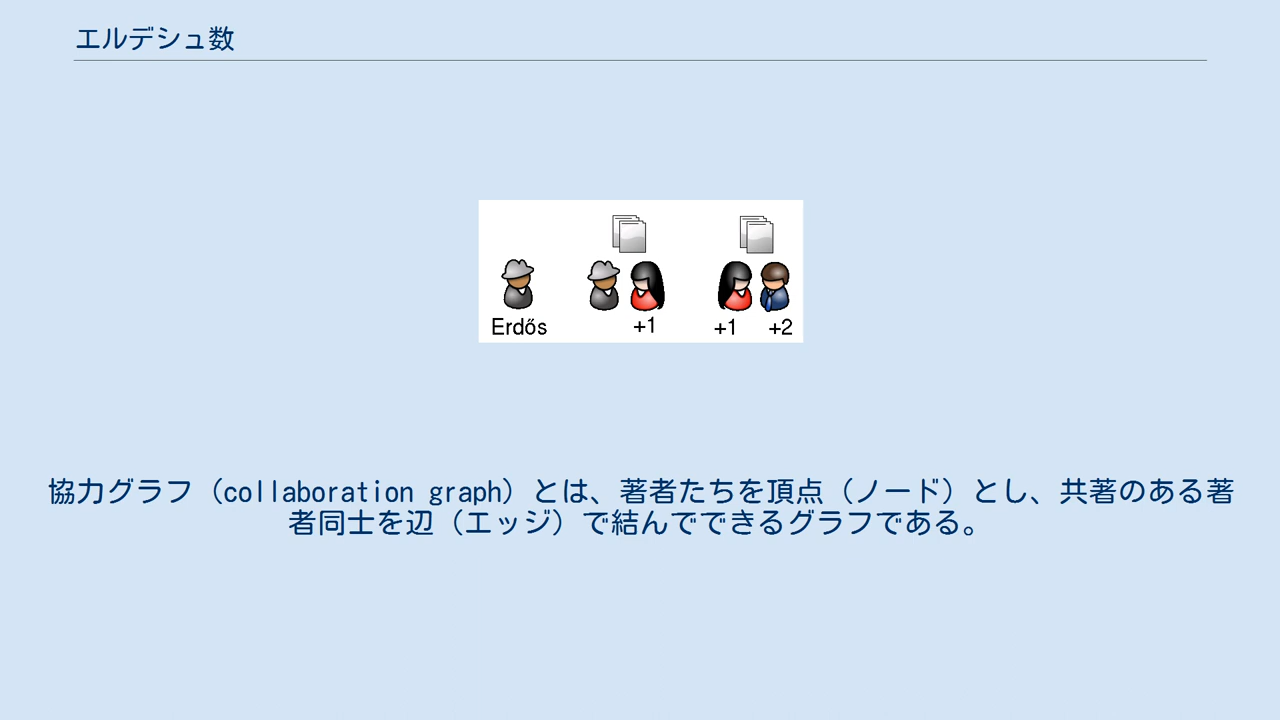 エルデシュ数
Erdős
+1
+1
+2
協力グラフ（collaboration graph）とは、著者たちを頂点（ノード）とし、共著のある著
者同士を辺（エッジ）で結んでできるグラフである。